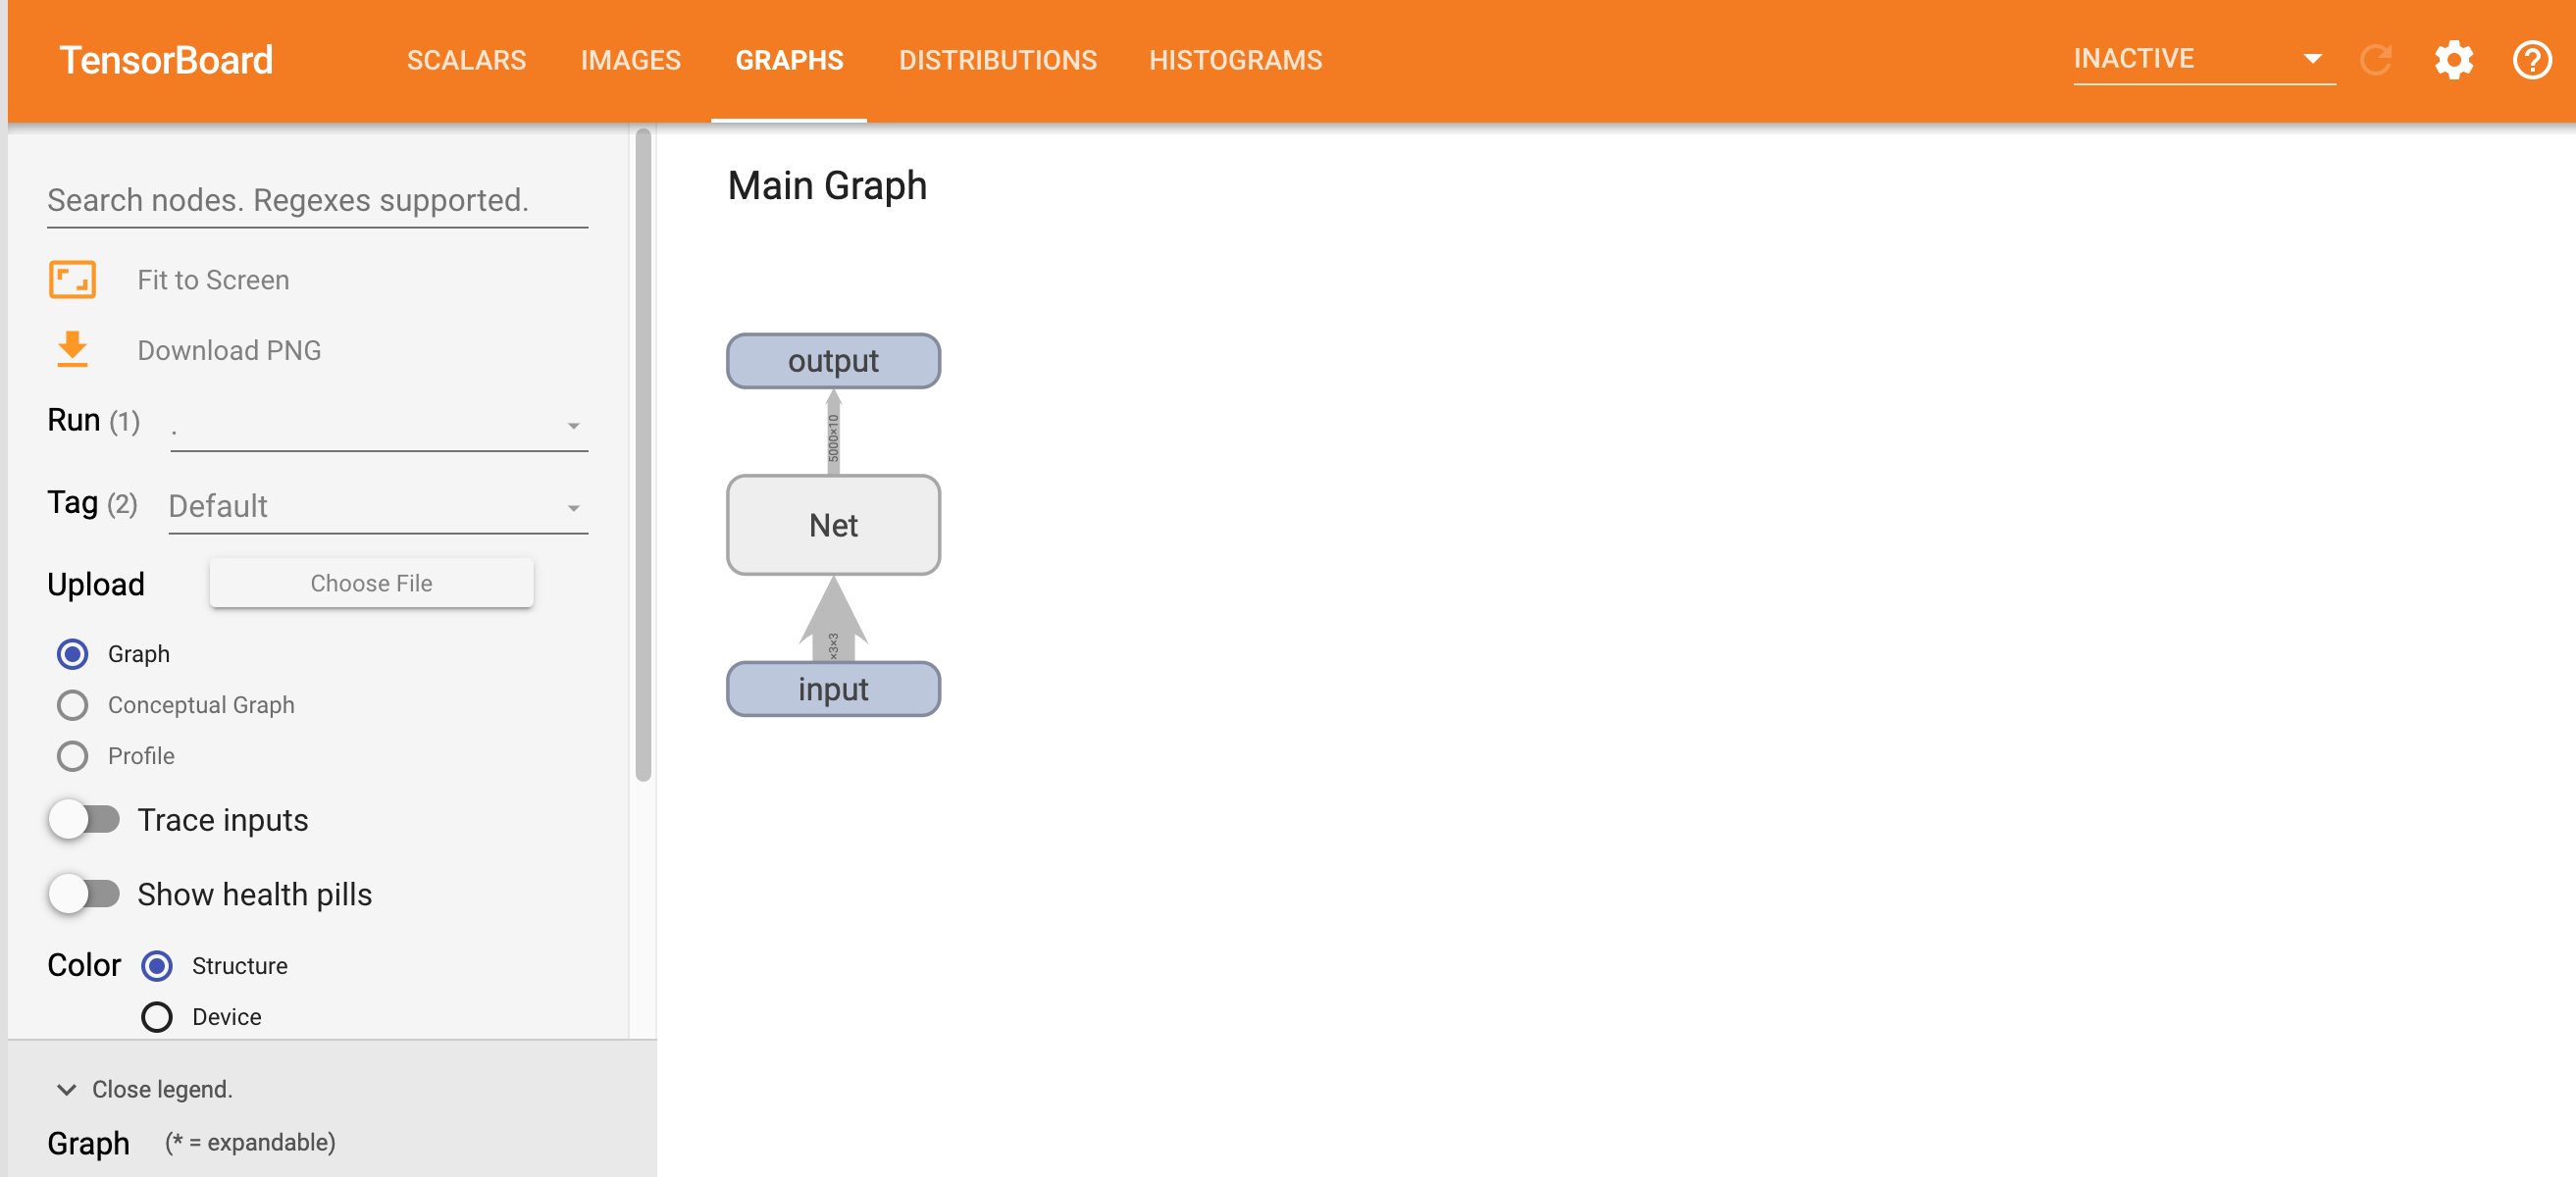 TensorBoard SCALARS IMAGES GRAPHS DISTRIBUTIONS HISTOGRAMS INACTIVE
Search nodes. Regexes supported.
Fit to Screen
Download PNG
Run (1) .
Tag (2) Default
Upload Choose File
Graph
Conceptual Graph
Profile
Trace inputs
Show health pills
Color Structure
Device
Close legend.
Graph (* = expandable)
Main Graph
output
5000×10
Net
×3×3
input